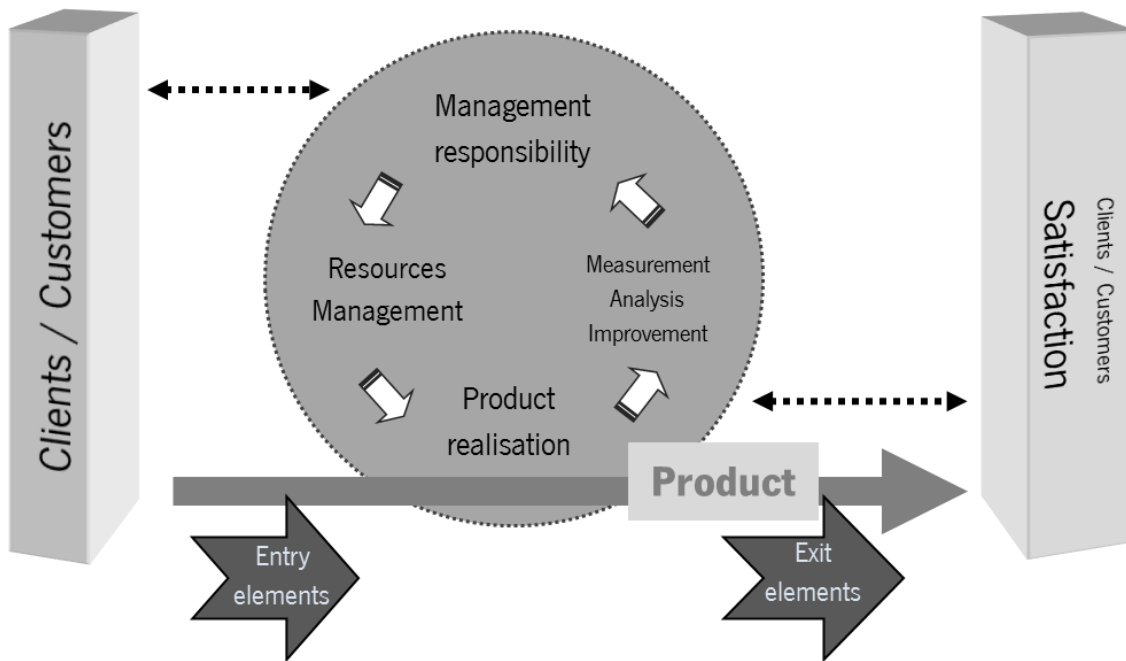 Clients / Customers
Management
responsibility
Resources
Management
Measurement
Analysis
Improvement
Product
realisation
Product
Entry
elements
Exit
elements
Clients / Customers
Satisfaction